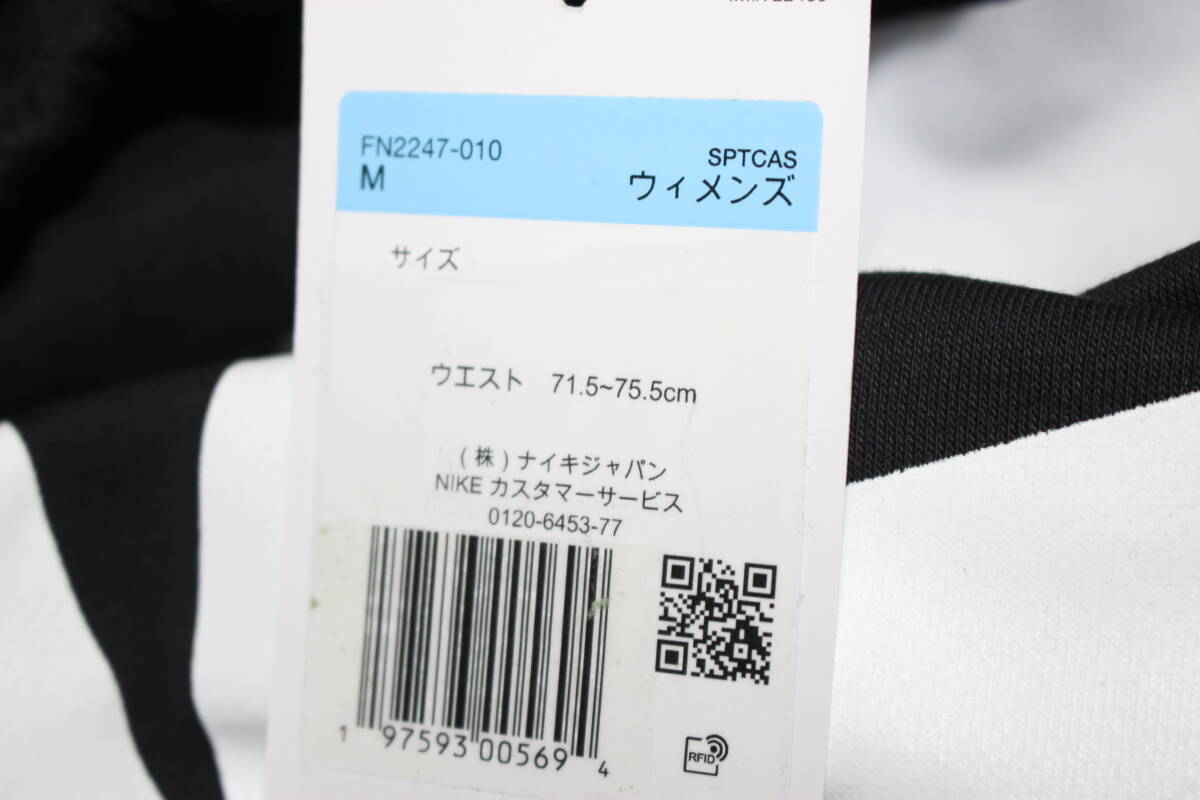 FN2247-010
M
SPTCAS
ウィメンズ
サイズ
ウエスト 71.5~75.5cm
(株)ナイキジャパン
NIKE カスタマーサービス
0120-6453-77
1 97593 00569 4
RFID